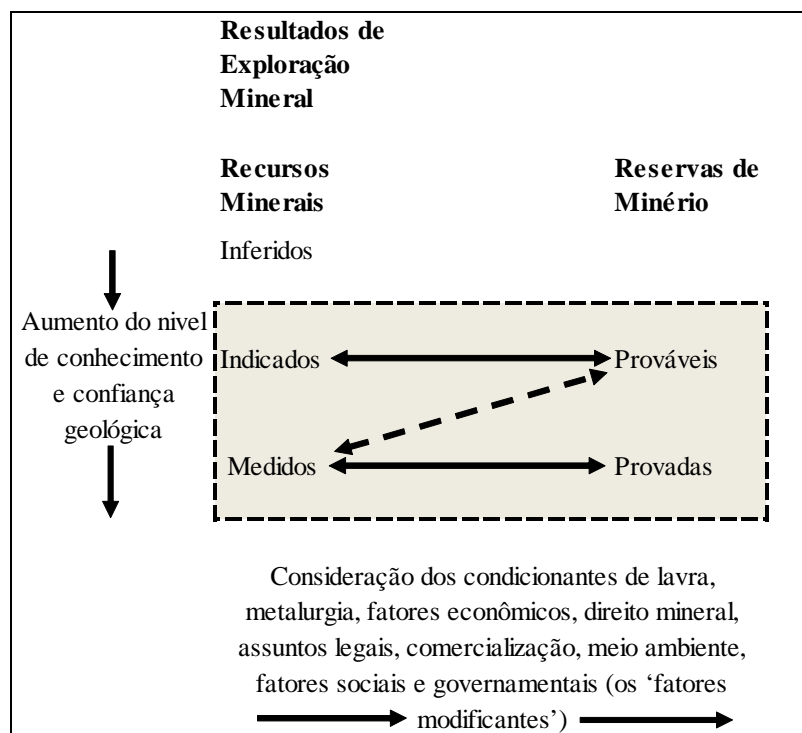 Resultados de
Exploração
Mineral
Recursos
Minerais
Reservas de
Minério
Inferidos
Aumento do nivel
de conhecimento
e confiança
geológica
Indicados
Prováveis
Medidos
Provadas
Consideração dos condicionantes de lavra,
metalurgia, fatores econômicos, direito mineral,
assuntos legais, comercialização, meio ambiente,
fatores sociais e governamentais (os ‘fatores
modificantes’)